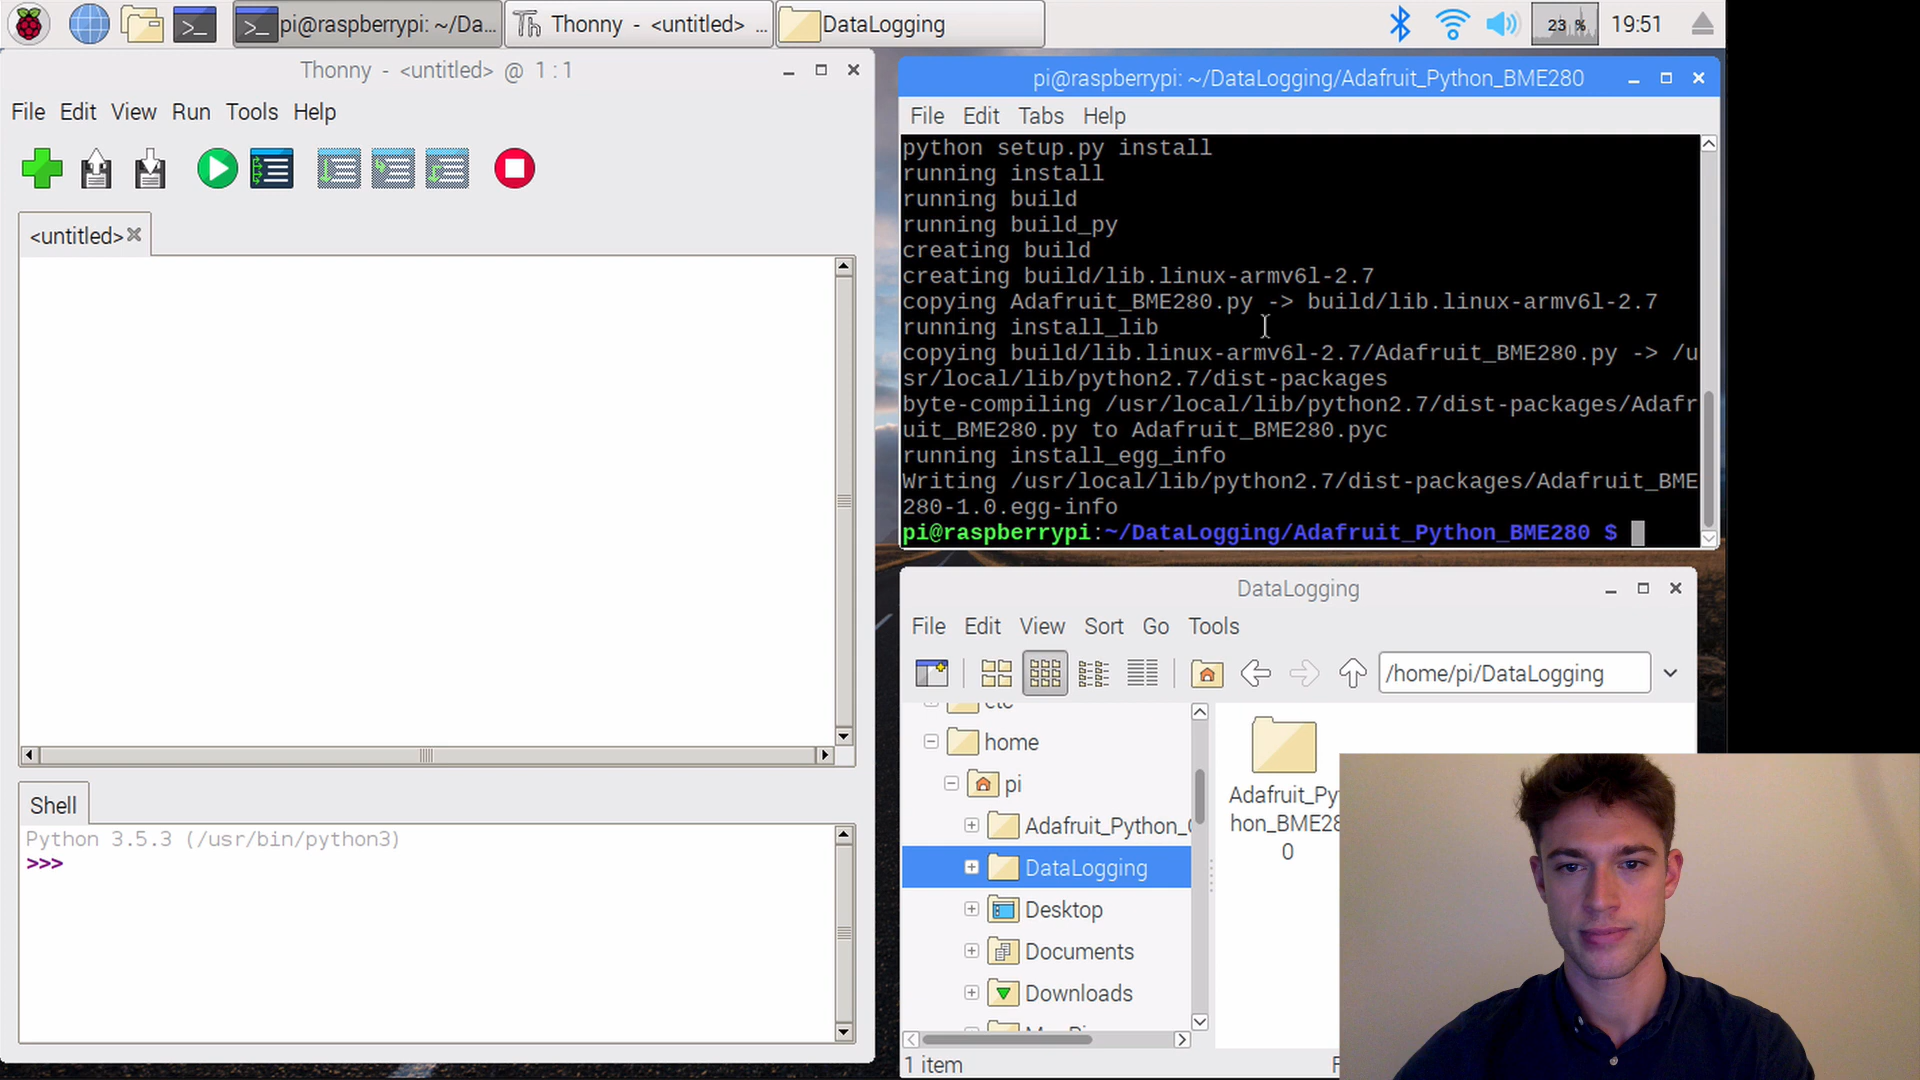 pi@raspberrypi: ~/Da...
Thonny - <untitled> ...
DataLogging
23 %
19:51
Thonny - <untitled> @ 1 : 1
File Edit View Run Tools Help
<untitled>
Shell
Python 3.5.3 (/usr/bin/python3)
>>>
pi@raspberrypi: ~/DataLogging/Adafruit_Python_BME280
File Edit Tabs Help
python setup.py install
running install
running build
running build_py
creating build
creating build/lib.linux-armv6l-2.7
copying Adafruit_BME280.py -> build/lib.linux-armv6l-2.7
running install_lib
copying build/lib.linux-armv6l-2.7/Adafruit_BME280.py -> /u
sr/local/lib/python2.7/dist-packages
byte-compiling /usr/local/lib/python2.7/dist-packages/Adafr
uit_BME280.py to Adafruit_BME280.pyc
running install_egg_info
Writing /usr/local/lib/python2.7/dist-packages/Adafruit_BME
280-1.0.egg-info
pi@raspberrypi:~/DataLogging/Adafruit_Python_BME280 $
DataLogging
File Edit View Sort Go Tools
/home/pi/DataLogging
etc
home
pi
Adafruit_Python_
DataLogging
Desktop
Documents
Downloads
Adafruit_Py
hon_BME28
0
1 item